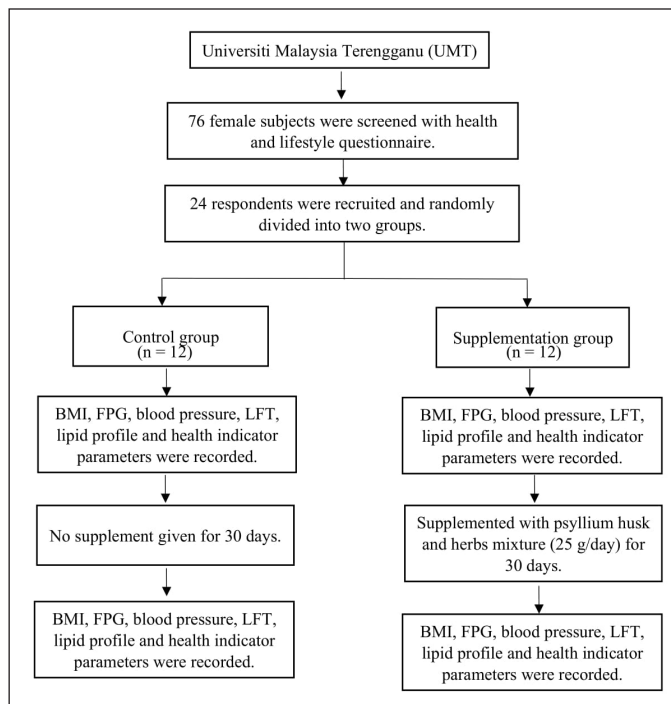 Universiti Malaysia Terengganu (UMT)
76 female subjects were screened with health
and lifestyle questionnaire.
24 respondents were recruited and randomly
divided into two groups.
Control group
(n = 12)
BMI, FPG, blood pressure, LFT,
lipid profile and health indicator
parameters were recorded.
No supplement given for 30 days.
BMI, FPG, blood pressure, LFT,
lipid profile and health indicator
parameters were recorded.
Supplementation group
(n = 12)
BMI, FPG, blood pressure, LFT,
lipid profile and health indicator
parameters were recorded.
Supplemented with psyllium husk
and herbs mixture (25 g/day) for
30 days.
BMI, FPG, blood pressure, LFT,
lipid profile and health indicator
parameters were recorded.